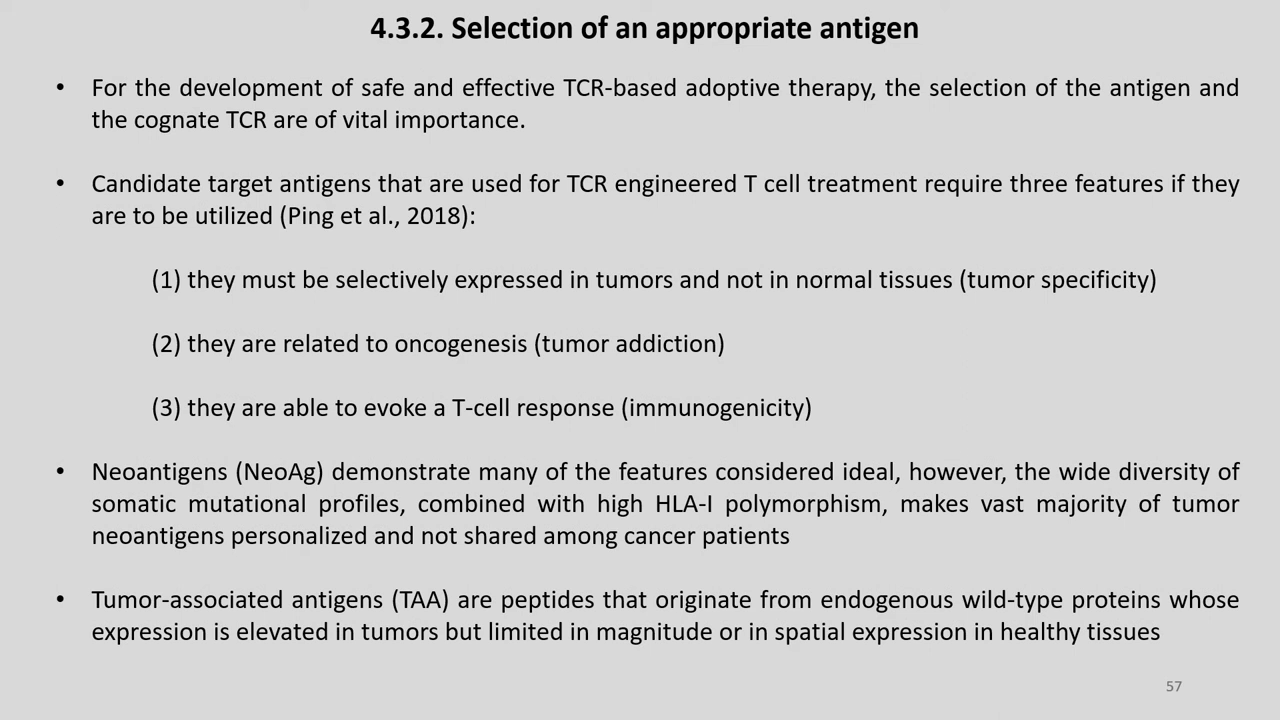 4.3.2. Selection of an appropriate antigen
• For the development of safe and effective TCR-based adoptive therapy, the selection of the antigen and
the cognate TCR are of vital importance.
• Candidate target antigens that are used for TCR engineered T cell treatment require three features if they
are to be utilized (Ping et al., 2018):
(1) they must be selectively expressed in tumors and not in normal tissues (tumor specificity)
(2) they are related to oncogenesis (tumor addiction)
(3) they are able to evoke a T-cell response (immunogenicity)
• Neoantigens (NeoAg) demonstrate many of the features considered ideal, however, the wide diversity of
somatic mutational profiles, combined with high HLA-I polymorphism, makes vast majority of tumor
neoantigens personalized and not shared among cancer patients
• Tumor-associated antigens (TAA) are peptides that originate from endogenous wild-type proteins whose
expression is elevated in tumors but limited in magnitude or in spatial expression in healthy tissues
57